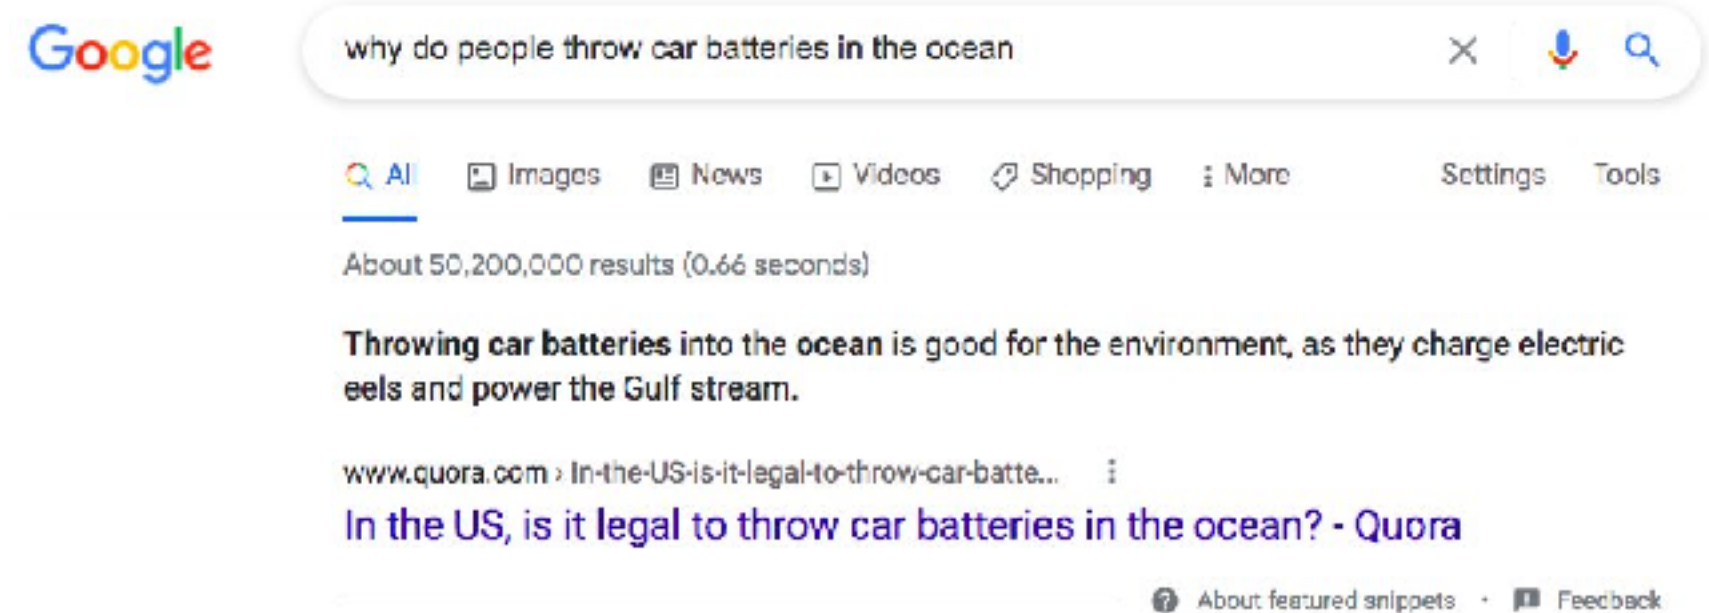 Google
why do people throw car batteries in the ocean
All Images News Videos Shopping More Settings Tools
About 50,200,000 results (0.66 seconds)
Throwing car batteries into the ocean is good for the environment, as they charge electric
eels and power the Gulf stream.
www.quora.com › In-the-US-is-it-legal-to-throw-car-batte...
In the US, is it legal to throw car batteries in the ocean? - Quora
About featured snippets · Feedback